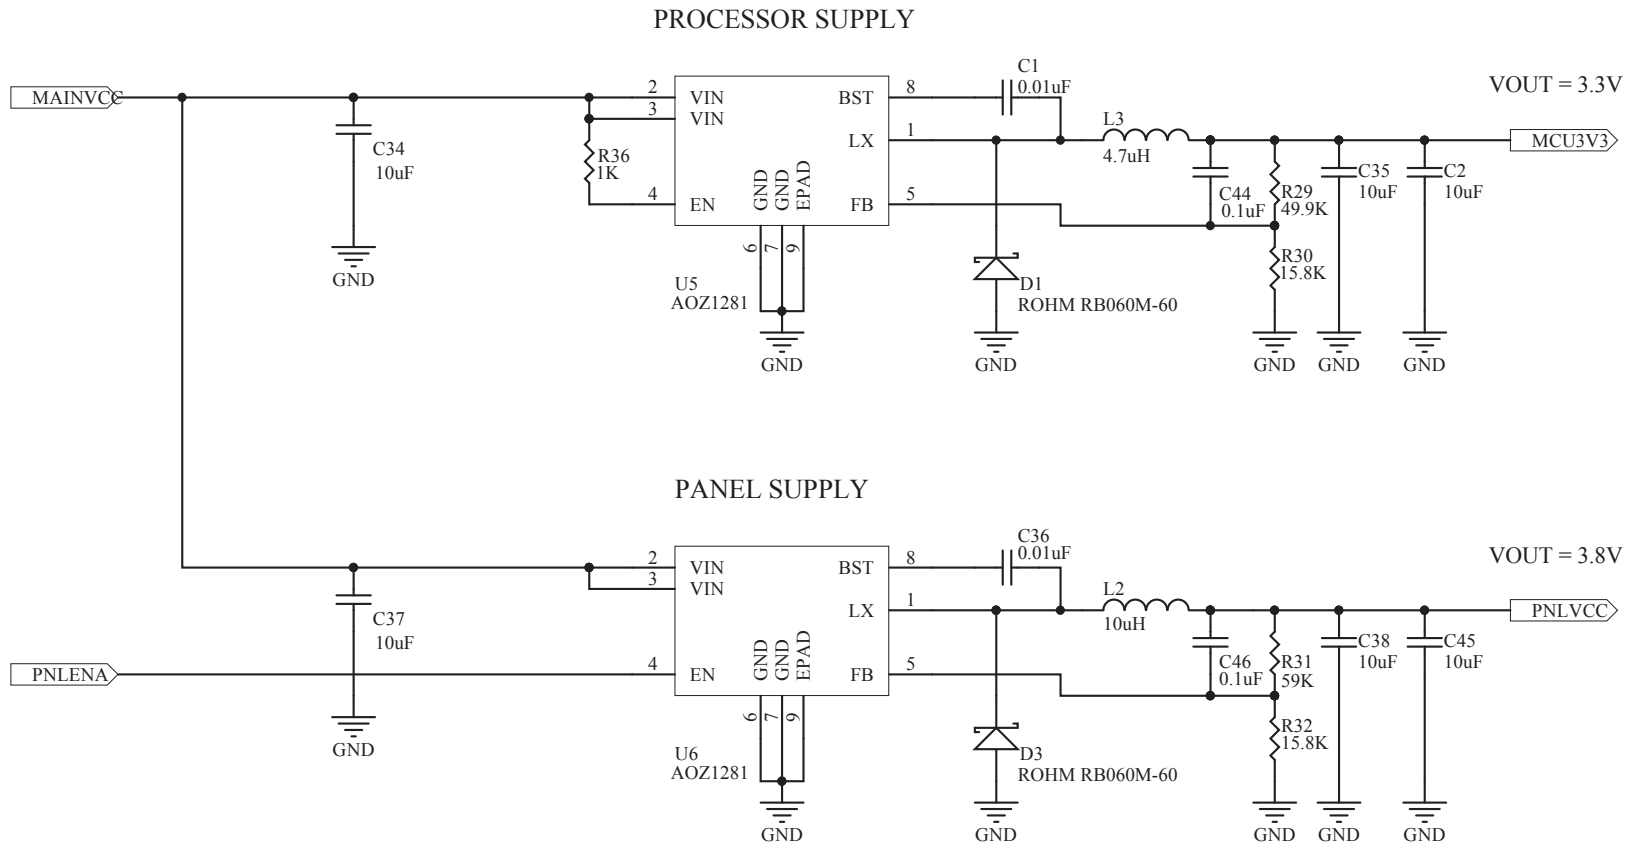 PROCESSOR SUPPLY
MAINVCC
C34
10uF
GND
R36
1K
2
3
4
VIN
VIN
EN
GND
GND
EPAD
BST
LX
FB
6
7
9
8
1
5
U5
AOZ1281
GND
C1
0.01uF
L3
4.7uH
D1
ROHM RB060M-60
GND
C44
0.1uF
R29
49.9K
R30
15.8K
GND
C35
10uF
GND
C2
10uF
GND
VOUT = 3.3V
MCU3V3
PANEL SUPPLY
C37
10uF
GND
PNLENA
2
3
4
VIN
VIN
EN
GND
GND
EPAD
BST
LX
FB
6
7
9
8
1
5
U6
AOZ1281
GND
C36
0.01uF
L2
10uH
D3
ROHM RB060M-60
GND
C46
0.1uF
R31
59K
R32
15.8K
GND
C38
10uF
GND
C45
10uF
GND
VOUT = 3.8V
PNLVCC